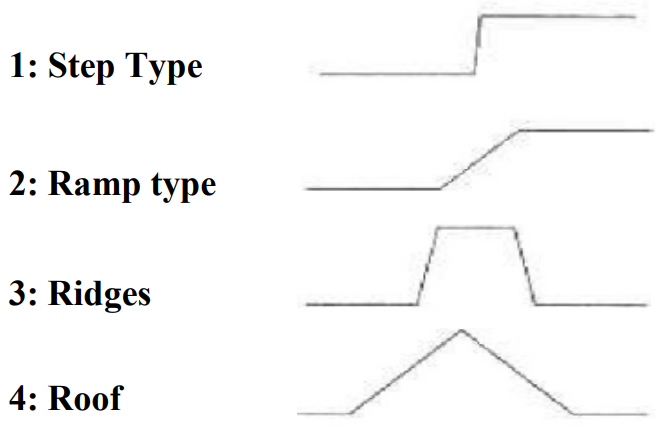 1: Step Type
2: Ramp type
3: Ridges
4: Roof